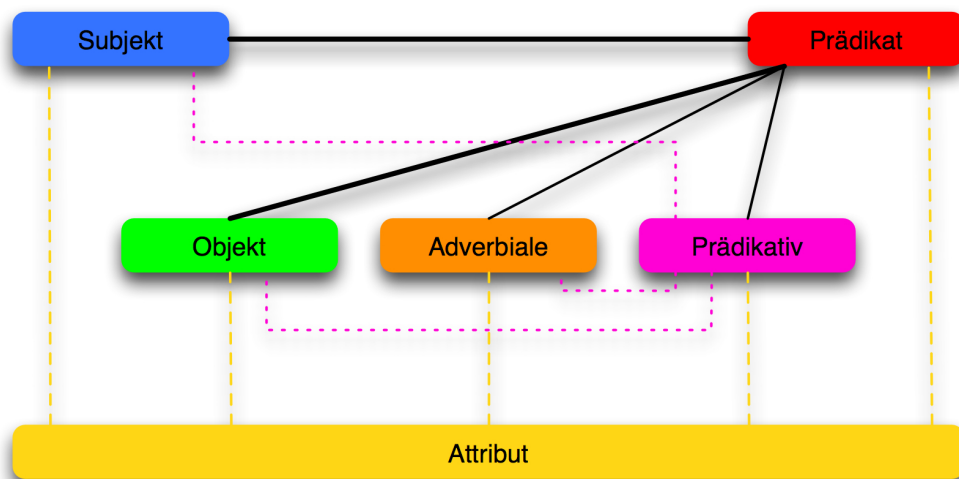 Subjekt
Prädikat
Objekt
Adverbiale
Prädikativ
Attribut